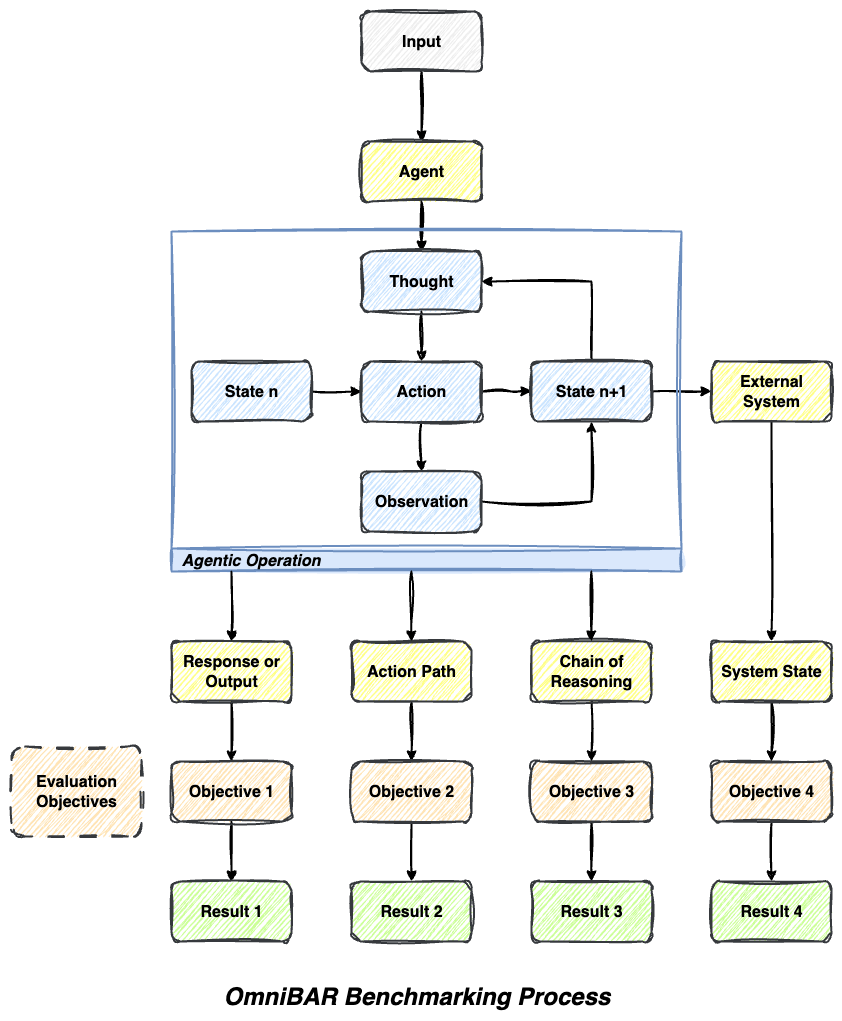 Input
Agent
Thought
State n
Action
State n+1
External
System
Observation
Agentic Operation
Response or
Output
Action Path
Chain of
Reasoning
System State
Evaluation
Objectives
Objective 1
Objective 2
Objective 3
Objective 4
Result 1
Result 2
Result 3
Result 4
OmniBAR Benchmarking Process